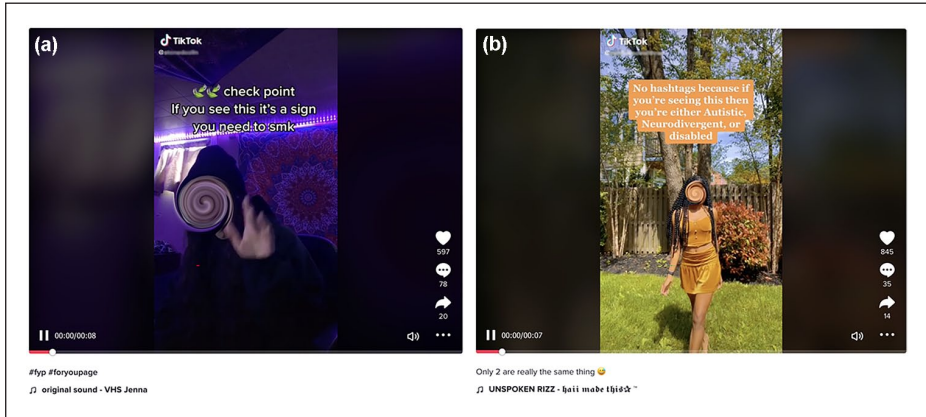 (a)
TikTok
🌿🌿 check point
If you see this it's a sign
you need to smk
597
78
20
00:00/00:08
#fyp #foryoupage
original sound - VHS Jenna
(b)
TikTok
No hashtags because if
you're seeing this then
you're either Autistic,
Neurodivergent, or
disabled
845
35
14
00:00/00:07
Only 2 are really the same thing 😅
UNSPOKEN RIZZ - 𝖍𝖆𝖎𝖎 𝖒𝖆𝖉𝖊 𝖙𝖍𝖎𝖘✰ ™